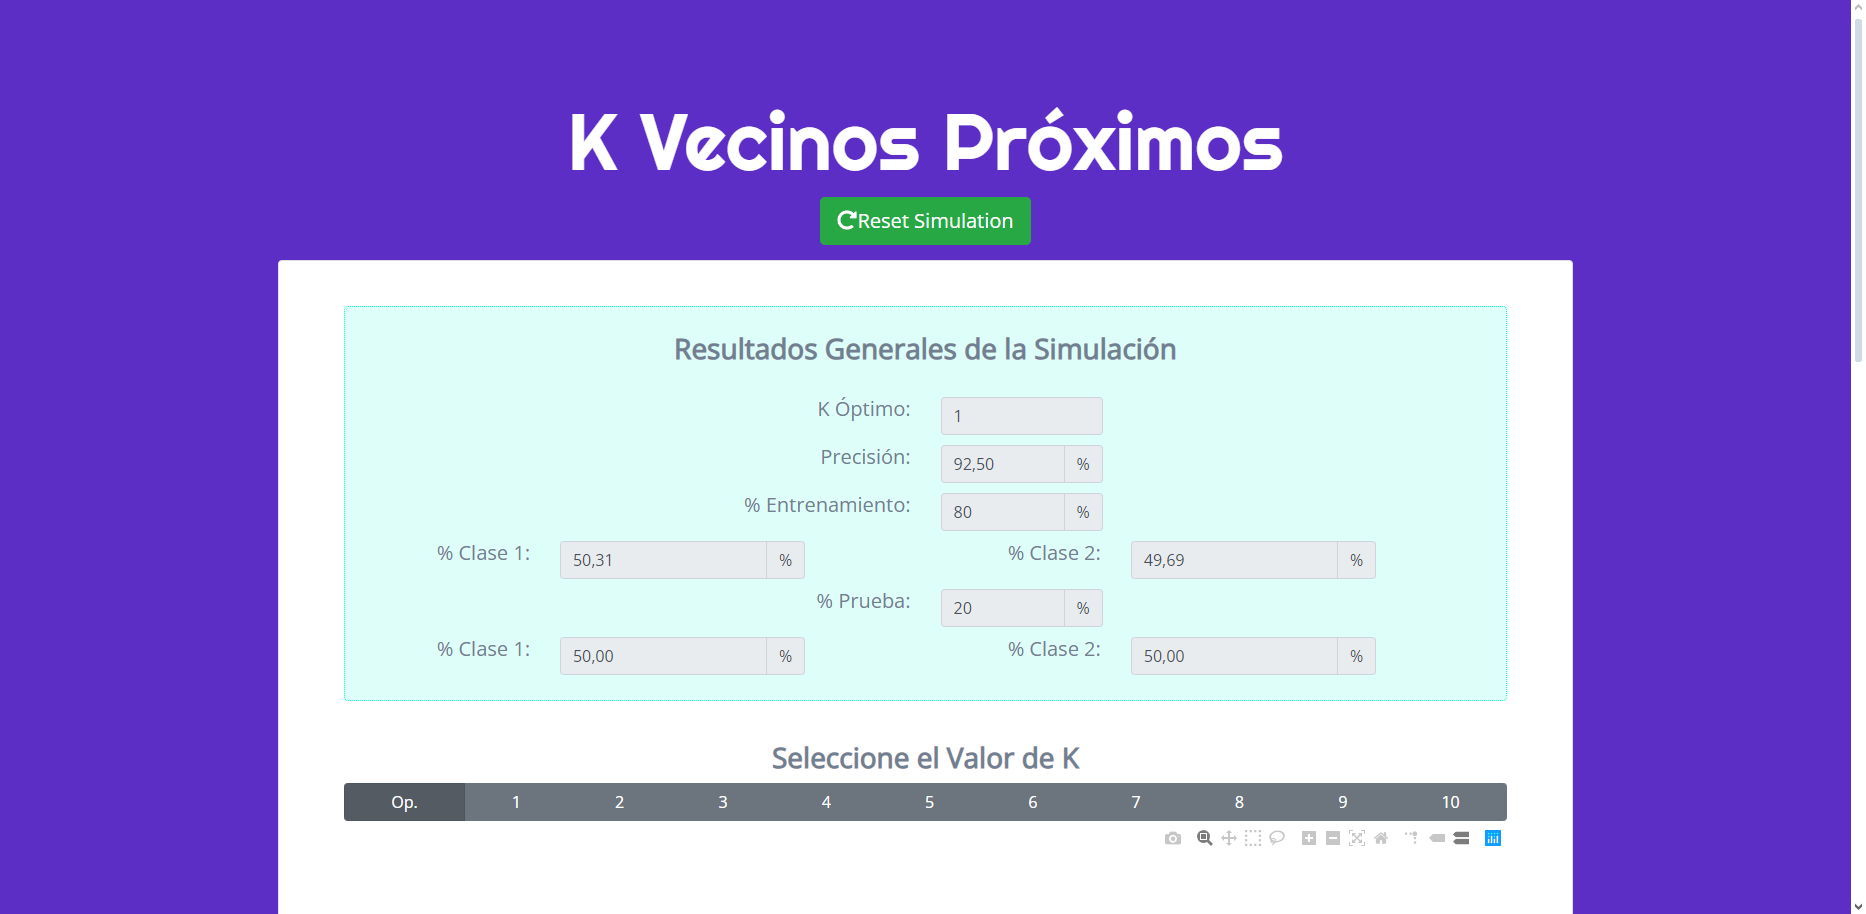 K Vecinos Próximos
Reset Simulation
Resultados Generales de la Simulación
K Óptimo: 1
Precisión: 92,50 %
% Entrenamiento: 80 %
% Clase 1: 50,31 % % Clase 2: 49,69 %
% Prueba: 20 %
% Clase 1: 50,00 % % Clase 2: 50,00 %
Seleccione el Valor de K
Op. 1 2 3 4 5 6 7 8 9 10